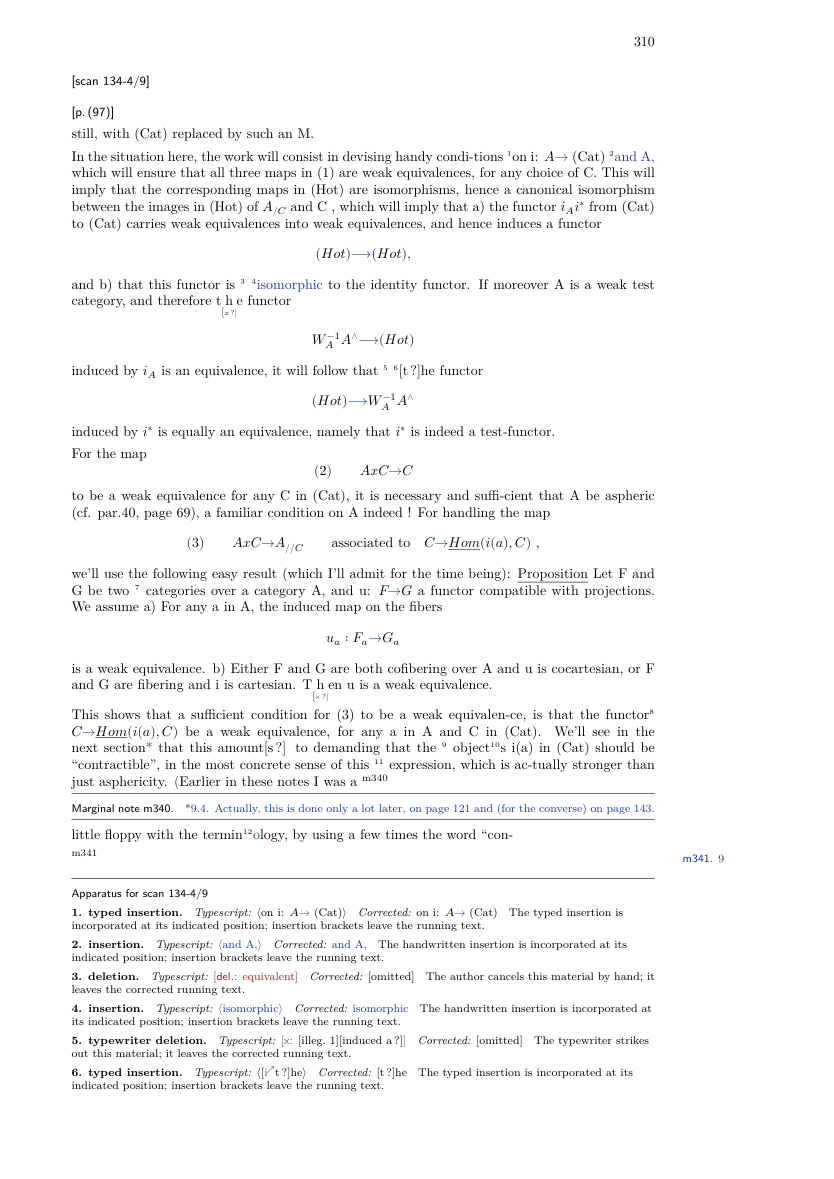 310
[scan 134-4/9]
[p. (97)]
still, with (Cat) replaced by such an M.
In the situation here, the work will consist in devising handy condi-tions ¹on i: A→ (Cat) ²and A,
which will ensure that all three maps in (1) are weak equivalences, for any choice of C. This will
imply that the corresponding maps in (Hot) are isomorphisms, hence a canonical isomorphism
between the images in (Hot) of A_{/C} and C , which will imply that a) the functor i_A i* from (Cat)
to (Cat) carries weak equivalences into weak equivalences, and hence induces a functor
(Hot)⟶(Hot),
and b) that this functor is ³ ⁴isomorphic to the identity functor. If moreover A is a weak test
category, and therefore t h e functor
[z ?]
W_A^{-1}A^∧⟶(Hot)
induced by i_A is an equivalence, it will follow that ⁵ ⁶[t ?]he functor
(Hot)⟶W_A^{-1}A^∧
induced by i* is equally an equivalence, namely that i* is indeed a test-functor.
For the map
(2) AxC→C
to be a weak equivalence for any C in (Cat), it is necessary and suffi-cient that A be aspheric
(cf. par.40, page 69), a familiar condition on A indeed ! For handling the map
(3) AxC→A_{//C} associated to C→Hom(i(a), C) ,
we'll use the following easy result (which I'll admit for the time being): Proposition Let F and
G be two ⁷ categories over a category A, and u: F→G a functor compatible with projections.
We assume a) For any a in A, the induced map on the fibers
u_a : F_a→G_a
is a weak equivalence. b) Either F and G are both cofibering over A and u is cocartesian, or F
and G are fibering and i is cartesian. T h en u is a weak equivalence.
[× ?]
This shows that a sufficient condition for (3) to be a weak equivalen-ce, is that the functor⁸
C→Hom(i(a), C) be a weak equivalence, for any a in A and C in (Cat). We'll see in the
next section* that this amount[s ?] to demanding that the ⁹ object¹⁰s i(a) in (Cat) should be
“contractible”, in the most concrete sense of this ¹¹ expression, which is ac-tually stronger than
just asphericity. (Earlier in these notes I was a m340
Marginal note m340. *9.4. Actually, this is done only a lot later, on page 121 and (for the converse) on page 143.
little floppy with the termin¹²ology, by using a few times the word “con-
m341
m341. 9
Apparatus for scan 134-4/9
1. typed insertion. Typescript: ⟨on i: A→ (Cat)⟩ Corrected: on i: A→ (Cat) The typed insertion is
incorporated at its indicated position; insertion brackets leave the running text.
2. insertion. Typescript: ⟨and A,⟩ Corrected: and A, The handwritten insertion is incorporated at its
indicated position; insertion brackets leave the running text.
3. deletion. Typescript: [del.: equivalent] Corrected: [omitted] The author cancels this material by hand; it
leaves the corrected running text.
4. insertion. Typescript: ⟨isomorphic⟩ Corrected: isomorphic The handwritten insertion is incorporated at
its indicated position; insertion brackets leave the running text.
5. typewriter deletion. Typescript: [×: [illeg. 1][induced a ?]] Corrected: [omitted] The typewriter strikes
out this material; it leaves the corrected running text.
6. typed insertion. Typescript: ⟨[t ?]he⟩ Corrected: [t ?]he The typed insertion is incorporated at its
indicated position; insertion brackets leave the running text.